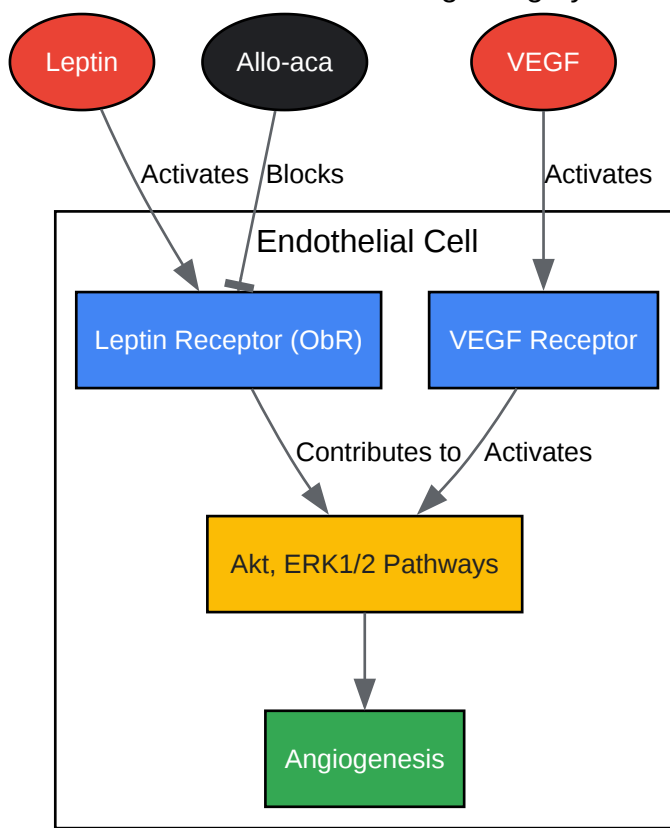 Leptin
Allo-aca
VEGF
Activates
Blocks
Activates
Endothelial Cell
Leptin Receptor (ObR)
VEGF Receptor
Contributes to
Activates
Akt, ERK1/2 Pathways
Angiogenesis